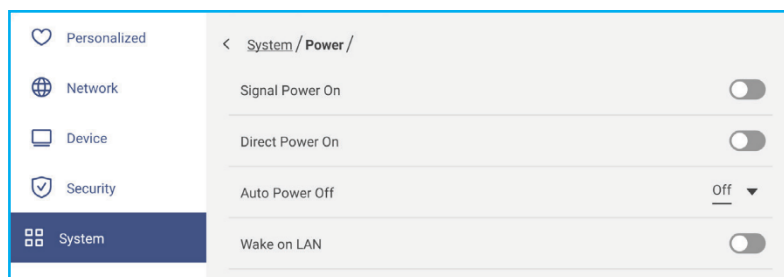 Personalized
Network
Device
Security
System
< System / Power /
Signal Power On
Direct Power On
Auto Power Off Off
Wake on LAN